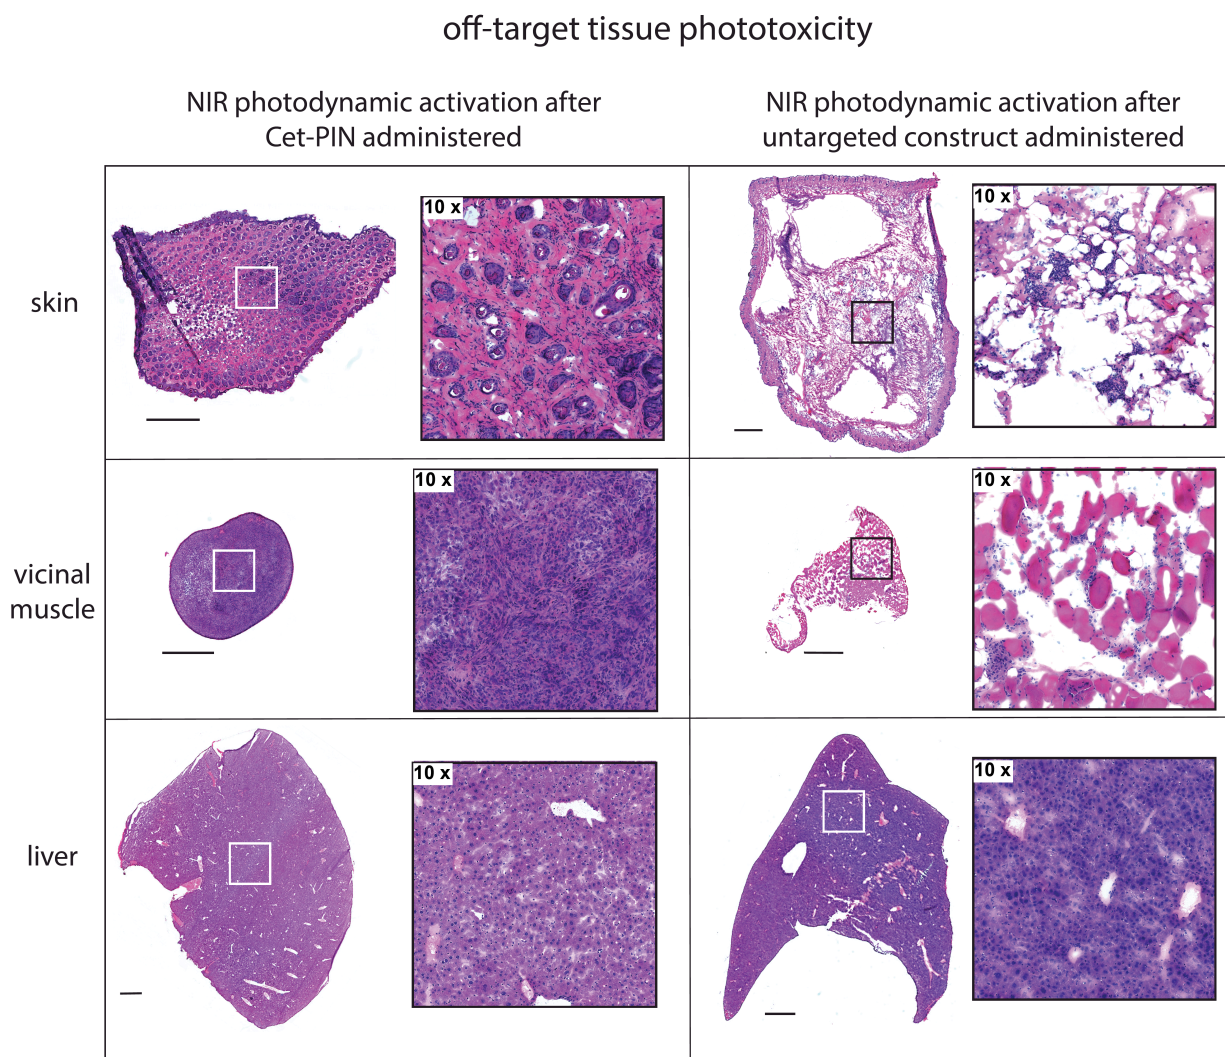 off-target tissue phototoxicity
NIR photodynamic activation after
Cet-PIN administered
NIR photodynamic activation after
untargeted construct administered
skin
10 x
10 x
vicinal
muscle
10 x
10 x
liver
10 x
10 x